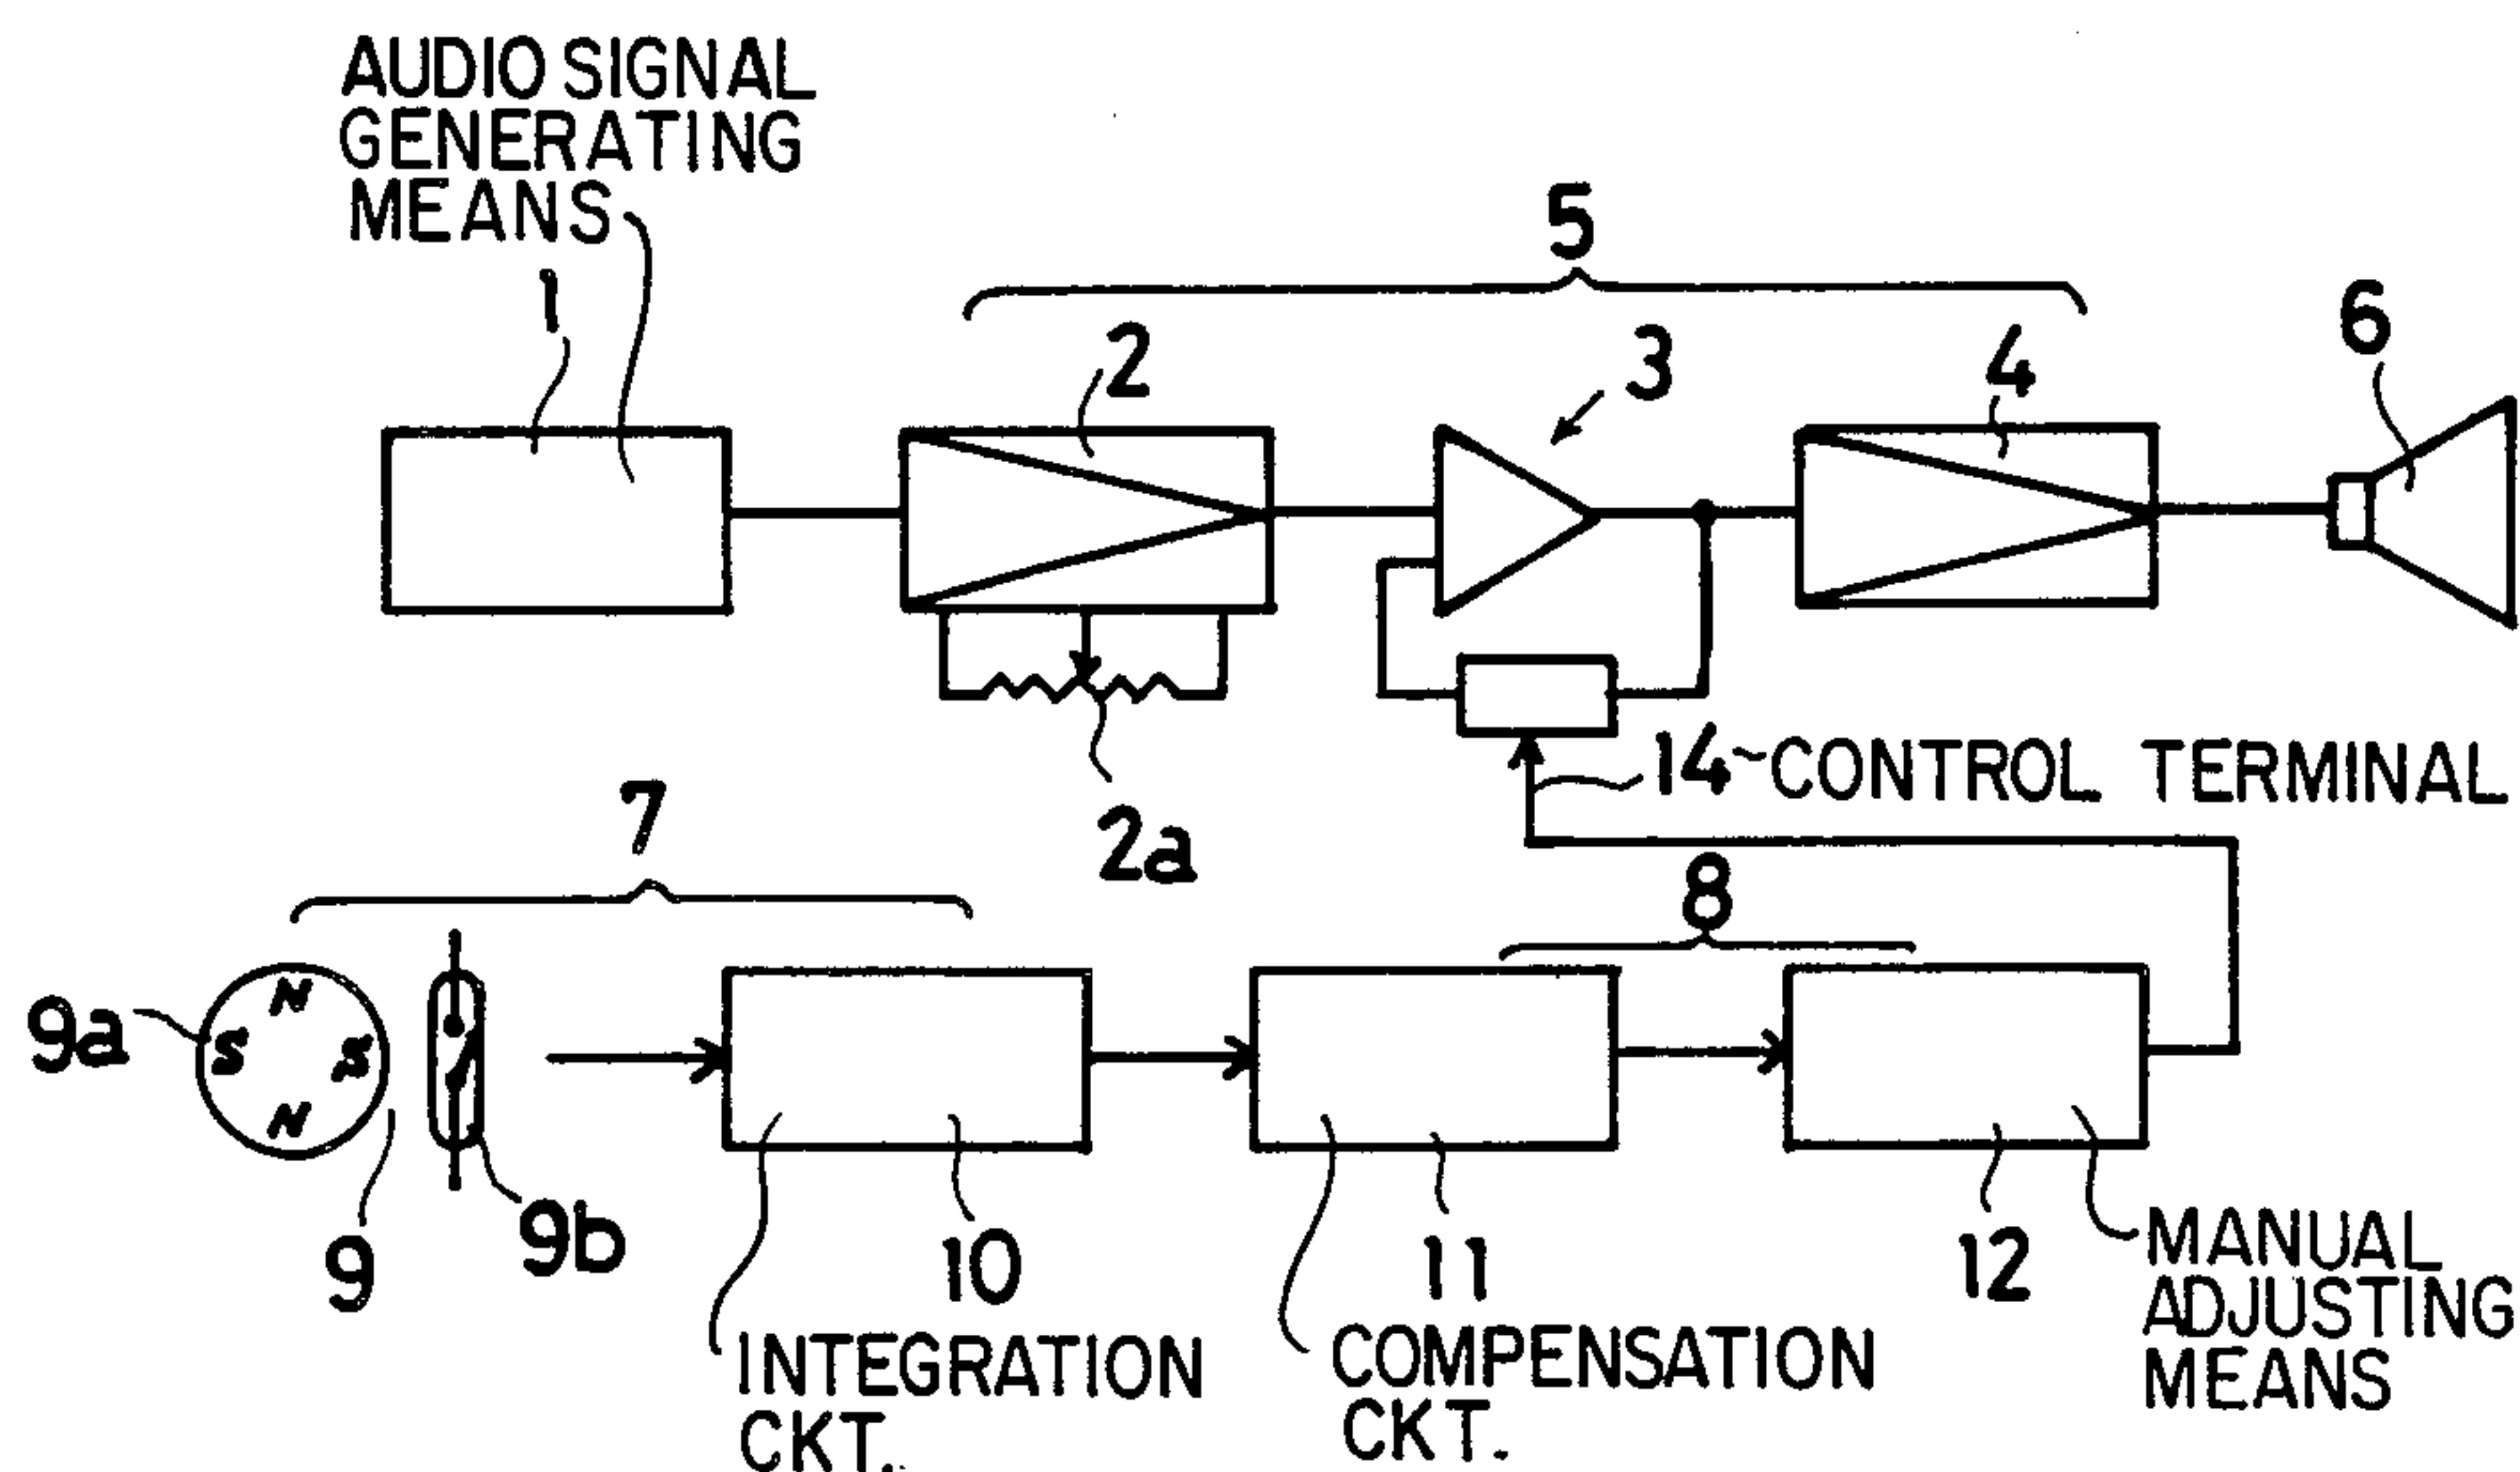 AUDIO SIGNAL
GENERATING
MEANS
1
5
2
3
4
6
2a
14~CONTROL TERMINAL
7
8
9a
N
S
S
N
9
9b
10
11
12
INTEGRATION
CKT.
COMPENSATION
CKT.
MANUAL
ADJUSTING
MEANS